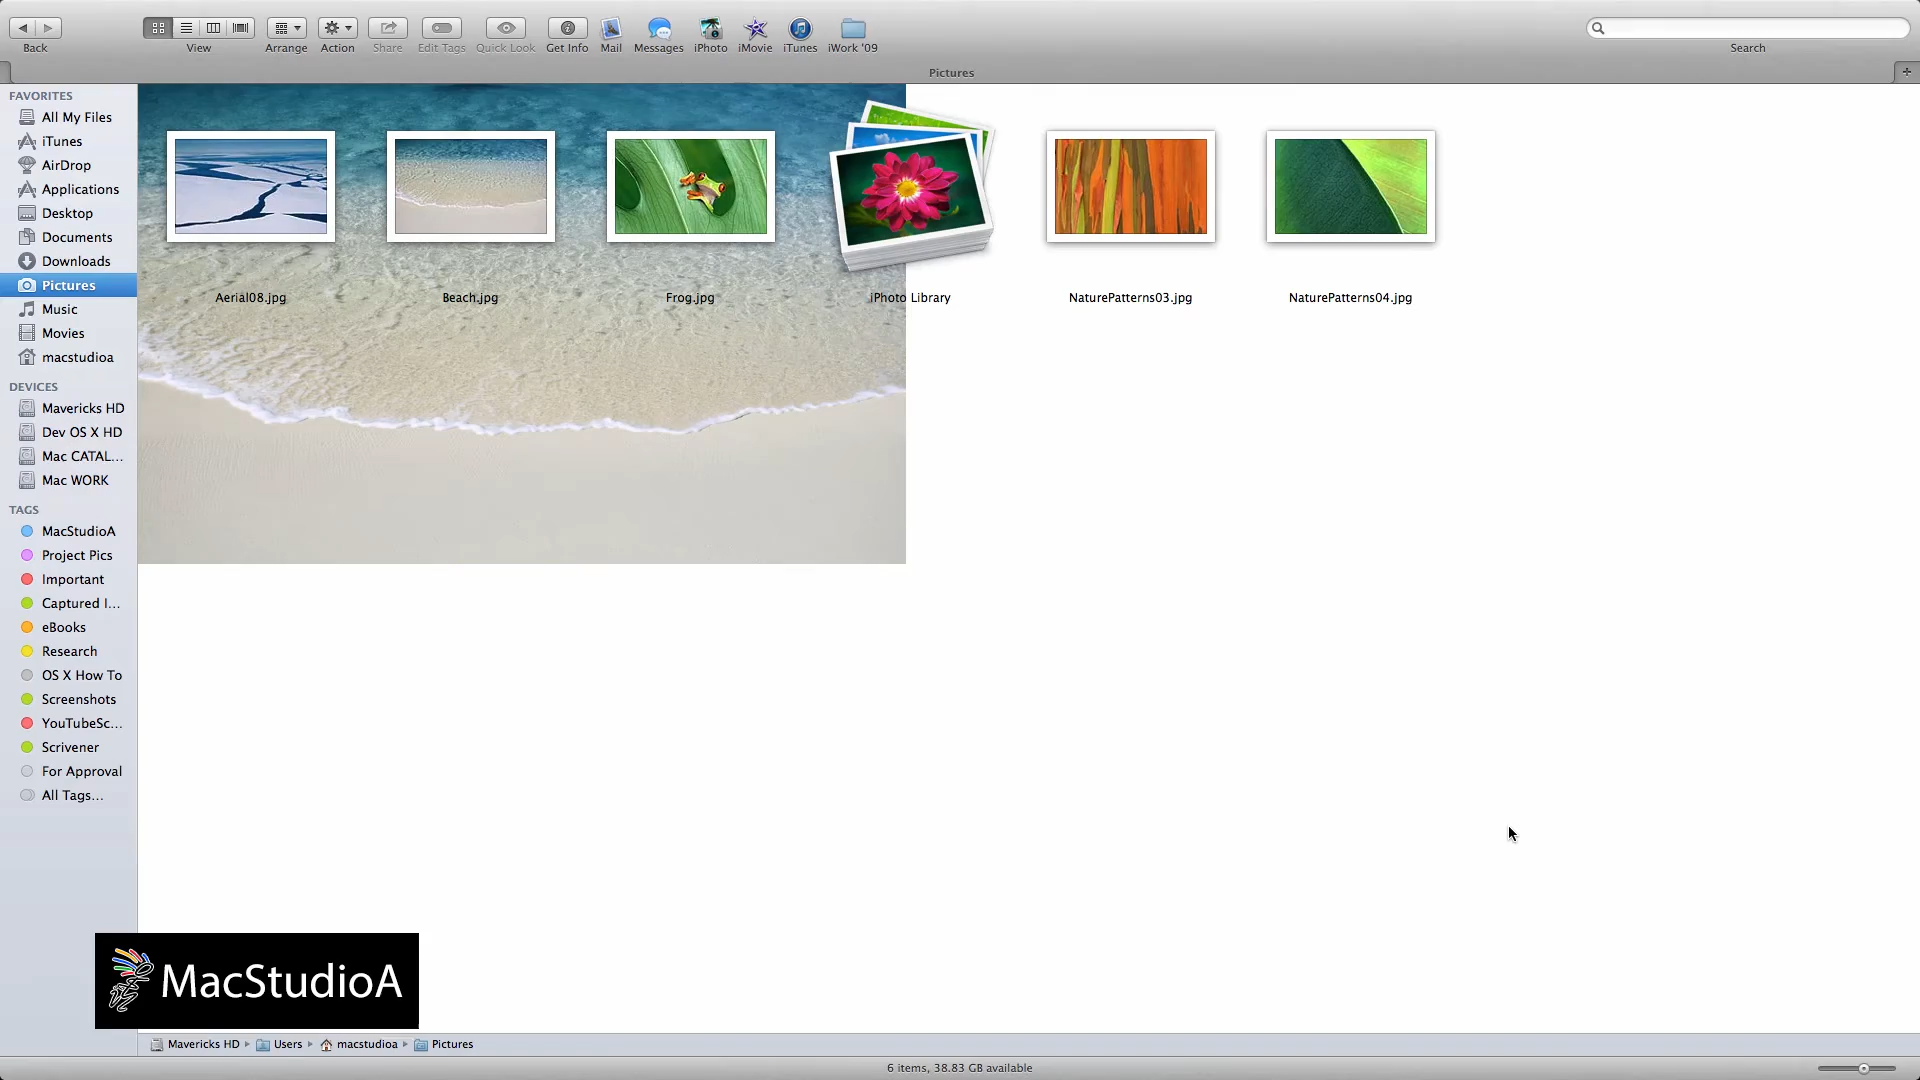 Back
View
Arrange
Action
Share
Edit Tags
Quick Look
Get Info
Mail
Messages
iPhoto
iMovie
iTunes
iWork '09
Search
Pictures
FAVORITES
All My Files
iTunes
AirDrop
Applications
Desktop
Documents
Downloads
Pictures
Music
Movies
macstudioa
DEVICES
Mavericks HD
Dev OS X HD
Mac CATAL...
Mac WORK
TAGS
MacStudioA
Project Pics
Important
Captured I...
eBooks
Research
OS X How To
Screenshots
YouTubeSc...
Scrivener
For Approval
All Tags...
Aerial08.jpg
Beach.jpg
Frog.jpg
iPhoto Library
NaturePatterns03.jpg
NaturePatterns04.jpg
MacStudioA
Mavericks HD
Users
macstudioa
Pictures
6 items, 38.83 GB available